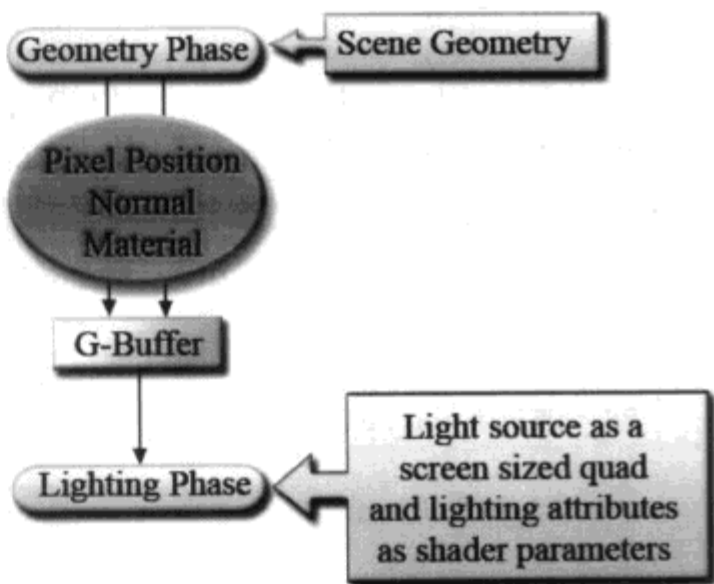 Geometry Phase
Scene Geometry
Pixel Position
Normal
Material
G-Buffer
Lighting Phase
Light source as a
screen sized quad
and lighting attributes
as shader parameters